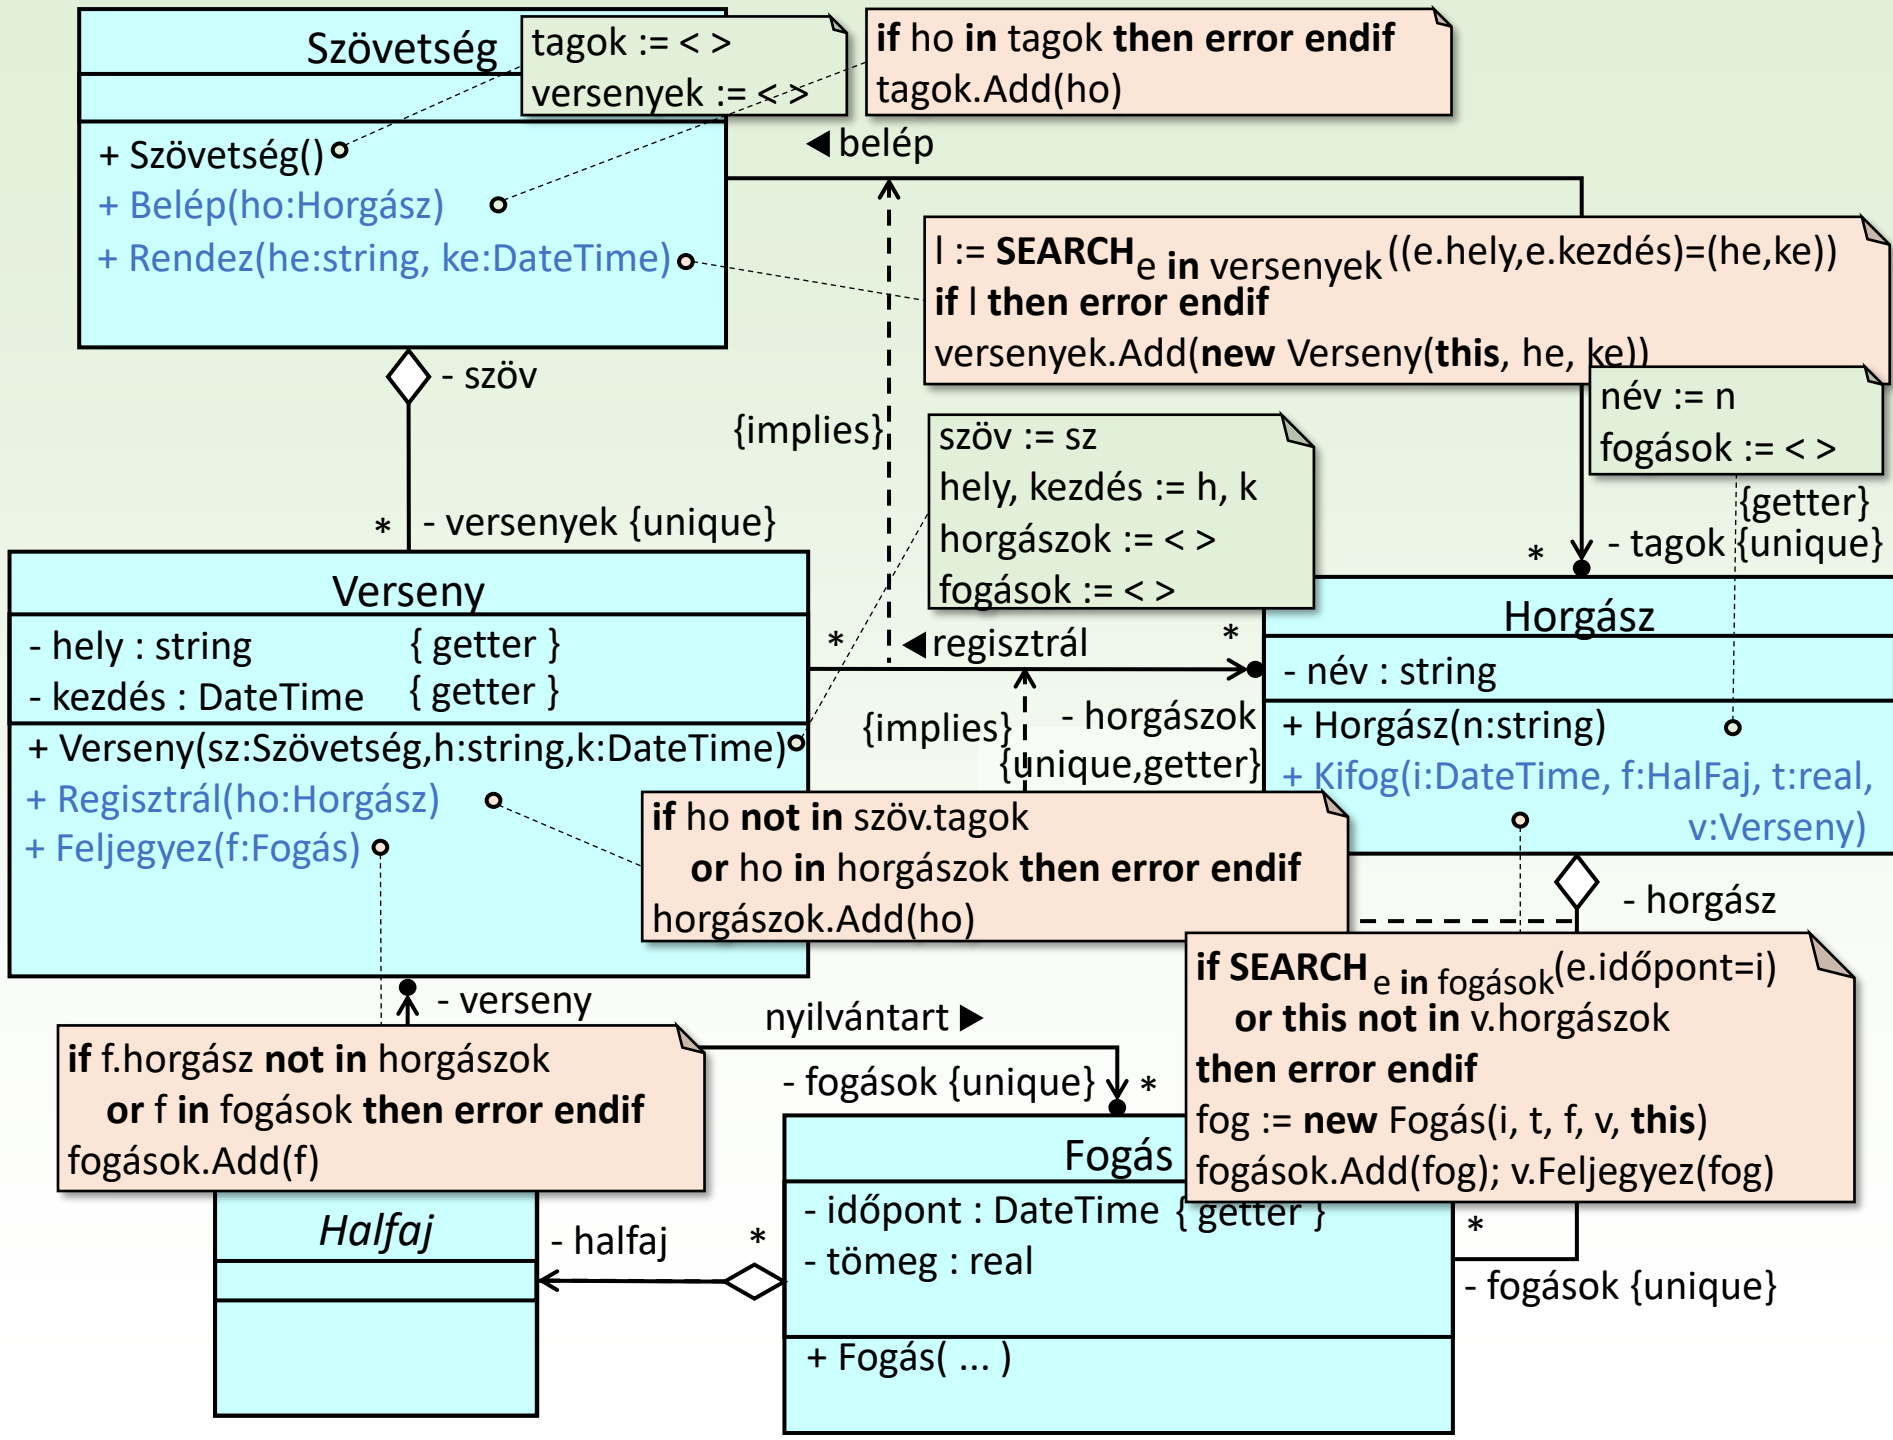 Szövetség
tagok := < >
versenyek := < >
if ho in tagok then error endif
tagok.Add(ho)
+ Szövetség()
+ Belép(ho:Horgász)
+ Rendez(he:string, ke:DateTime)
◄ belép
l := SEARCH e in versenyek ((e.hely,e.kezdés)=(he,ke))
if l then error endif
versenyek.Add(new Verseny(this, he, ke))
- szöv
{implies}
szöv := sz
hely, kezdés := h, k
horgászok := < >
fogások := < >
név := n
fogások := < >
{getter}
* - tagok {unique}
* - versenyek {unique}
Verseny
- hely : string { getter }
- kezdés : DateTime { getter }
+ Verseny(sz:Szövetség,h:string,k:DateTime)
+ Regisztrál(ho:Horgász)
+ Feljegyez(f:Fogás)
* ◄ regisztrál *
{implies} - horgászok
{unique,getter}
Horgász
- név : string
+ Horgász(n:string)
+ Kifog(i:DateTime, f:HalFaj, t:real,
v:Verseny)
if ho not in szöv.tagok
or ho in horgászok then error endif
horgászok.Add(ho)
- horgász
if SEARCH e in fogások (e.időpont=i)
or this not in v.horgászok
then error endif
fog := new Fogás(i, t, f, v, this)
fogások.Add(fog); v.Feljegyez(fog)
- verseny
nyilvántart ►
- fogások {unique} *
if f.horgász not in horgászok
or f in fogások then error endif
fogások.Add(f)
Halfaj
- halfaj *
Fogás
- időpont : DateTime { getter }
- tömeg : real
+ Fogás( ... )
*
- fogások {unique}